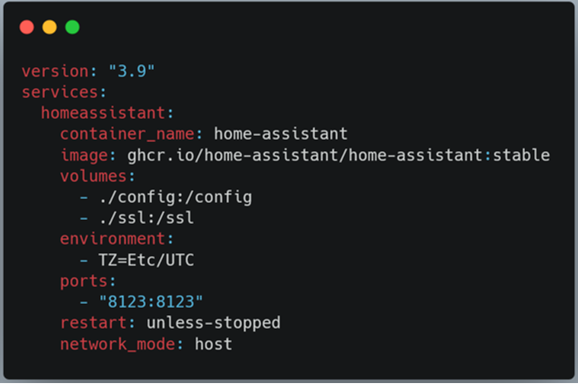 version: "3.9"
services:
  homeassistant:
    container_name: home-assistant
    image: ghcr.io/home-assistant/home-assistant:stable
    volumes:
      - ./config:/config
      - ./ssl:/ssl
    environment:
      - TZ=Etc/UTC
    ports:
      - "8123:8123"
    restart: unless-stopped
    network_mode: host